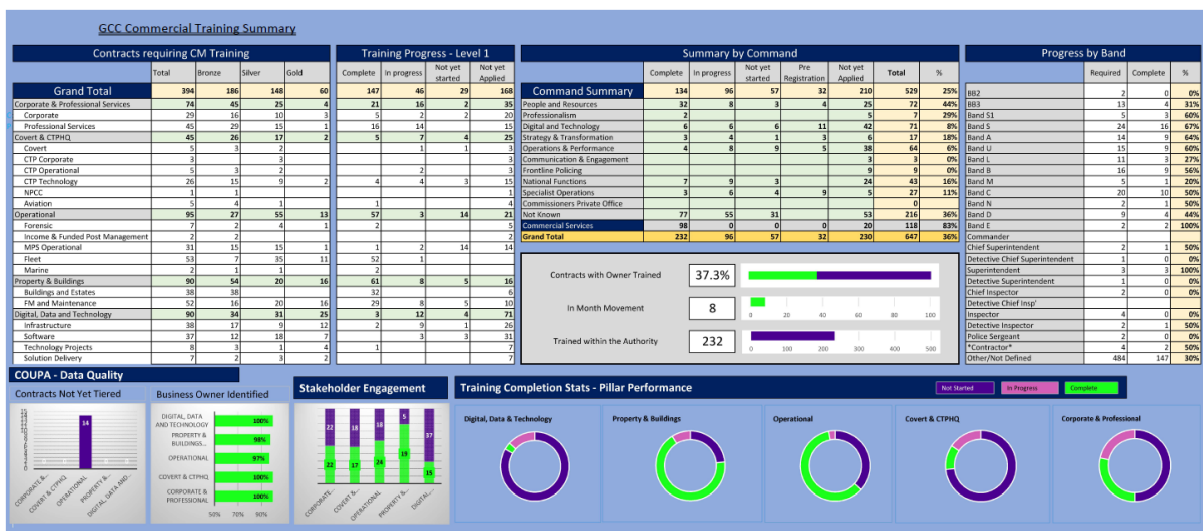 GCC Commercial Training Summary
Contracts requiring CM Training
Total Bronze Silver Gold
Grand Total 394 186 148 60
Corporate & Professional Services 74 45 25 4
Corporate 29 16 10 3
Professional Services 45 29 15 1
Covert & CTPHQ 45 26 17 2
Covert 5 3 2
CTP Corporate 3 3
CTP Operational 5 3 2
CTP Technology 26 15 9 2
NPCC 1 1
Aviation 5 4 1
Operational 95 27 55 13
Forensic 7 2 4 1
Income & Funded Post Management 2 2
MPS Operational 31 15 15 1
Fleet 53 7 35 11
Marine 2 1 1
Property & Buildings 90 54 20 16
Buildings and Estates 38 38
FM and Maintenance 52 16 20 16
Digital, Data and Technology 90 34 31 25
Infrastructure 38 17 9 12
Software 37 12 18 7
Technology Projects 8 3 1 4
Solution Delivery 7 2 3 2
Training Progress - Level 1
Complete In progress Not yet started Not yet Applied
147 46 29 168
21 16 2 35
5 2 2 20
16 14 15
5 7 4 25
1 1 3
3
2 3
4 4 3 15
1
1 4
57 3 14 21
2 5
2
1 2 14 14
52 1
2
61 8 5 16
32 6
29 8 5 10
3 12 4 71
2 9 1 26
3 3 31
1 7
7
Summary by Command
Complete In progress Not yet started Pre Registration Not yet Applied Total %
Command Summary 134 96 57 32 210 529 25%
People and Resources 32 8 3 4 25 72 44%
Professionalism 2 5 7 29%
Digital and Technology 6 6 6 11 42 71 8%
Strategy & Transformation 3 4 1 3 6 17 18%
Operations & Performance 4 8 9 5 38 64 6%
Communication & Engagement 3 3 0%
Frontline Policing 9 9 0%
National Functions 7 9 3 24 43 16%
Specialist Operations 3 6 4 9 5 27 11%
Commissioners Private Office 0
Not Known 77 55 31 53 216 36%
Commercial Services 98 0 0 0 20 118 83%
Grand Total 232 96 57 32 230 647 36%
Contracts with Owner Trained 37.3%
0 20 40 60 80 100
In Month Movement 8
0 20 40 60 80 100
Trained within the Authority 232
0 100 200 300 400 500
Progress by Band
Required Complete %
BB2 2 0 0%
BB3 13 4 31%
Band S1 5 3 60%
Band S 24 16 67%
Band A 14 9 64%
Band U 15 9 60%
Band L 11 3 27%
Band B 16 9 56%
Band M 5 1 20%
Band C 20 10 50%
Band N 2 1 50%
Band D 9 4 44%
Band E 2 2 100%
Commander
Chief Superintendent 2 1 50%
Detective Chief Superintendent 1 0 0%
Superintendent 3 3 100%
Detective Superintendent 1 0 0%
Chief Inspector 2 0 0%
Detective Chief Insp'
Inspector 4 0 0%
Detective Inspector 2 1 50%
Police Sergeant 2 0 0%
*Contractor* 4 2 50%
Other/Not Defined 484 147 30%
COUPA - Data Quality
Contracts Not Yet Tiered
14
CORPORATE &...
COVERT & CTPHQ
OPERATIONAL
PROPERTY &...
DIGITAL, DATA AND...
Business Owner Identified
DIGITAL, DATA AND TECHNOLOGY 100%
PROPERTY & BUILDINGS... 98%
OPERATIONAL 97%
COVERT & CTPHQ 100%
CORPORATE & PROFESSIONAL 100%
50% 70% 90%
Stakeholder Engagement
22 18 18 5 37
22 17 24 19 15
CORPORATE...
COVERT &...
OPERATIONAL
PROPERTY &...
DIGITAL,...
Training Completion Stats - Pillar Performance
Not Started In Progress Complete
Digital, Data & Technology
Property & Buildings
Operational
Covert & CTPHQ
Corporate & Professional